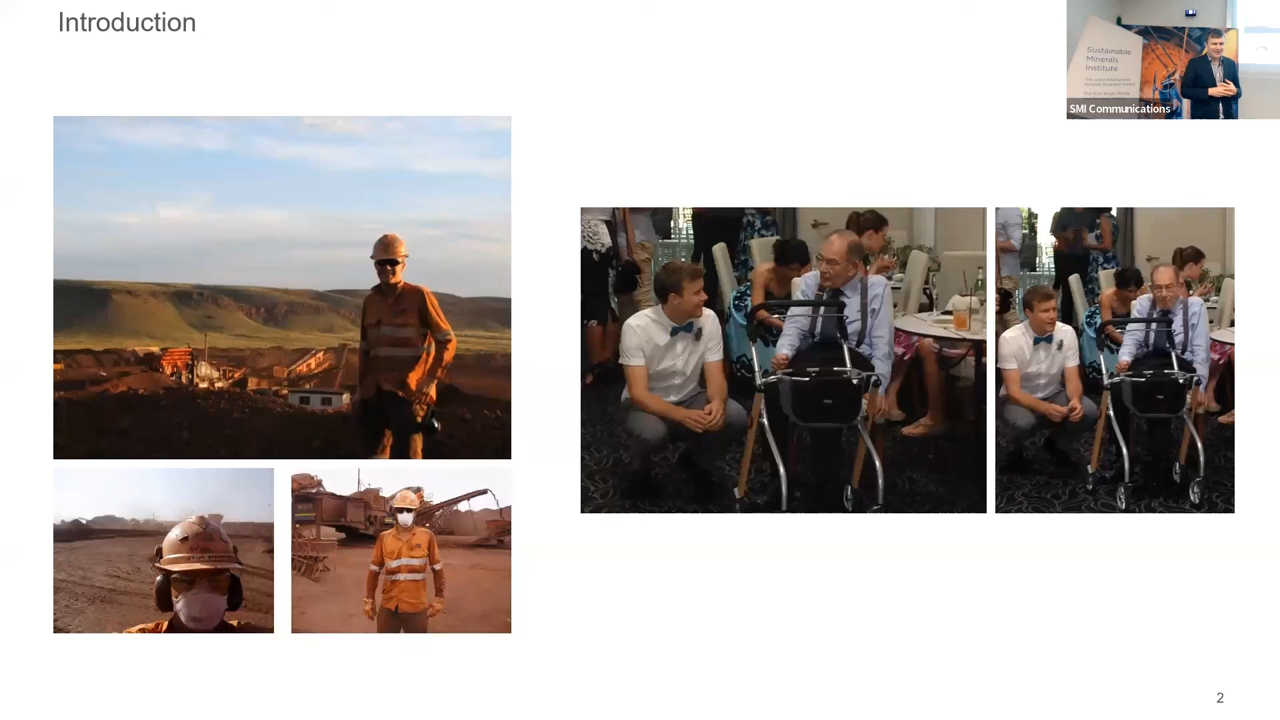 Introduction
Sustainable
Minerals
Institute
SMI Communications
2